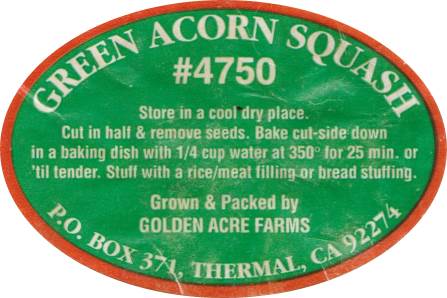 GREEN ACORN SQUASH
#4750
Store in a cool dry place.
Cut in half & remove seeds. Bake cut-side down
in a baking dish with 1/4 cup water at 350° for 25 min. or
'til tender. Stuff with a rice/meat filling or bread stuffing.
Grown & Packed by
GOLDEN ACRE FARMS
P.O. BOX 371, THERMAL, CA 92274